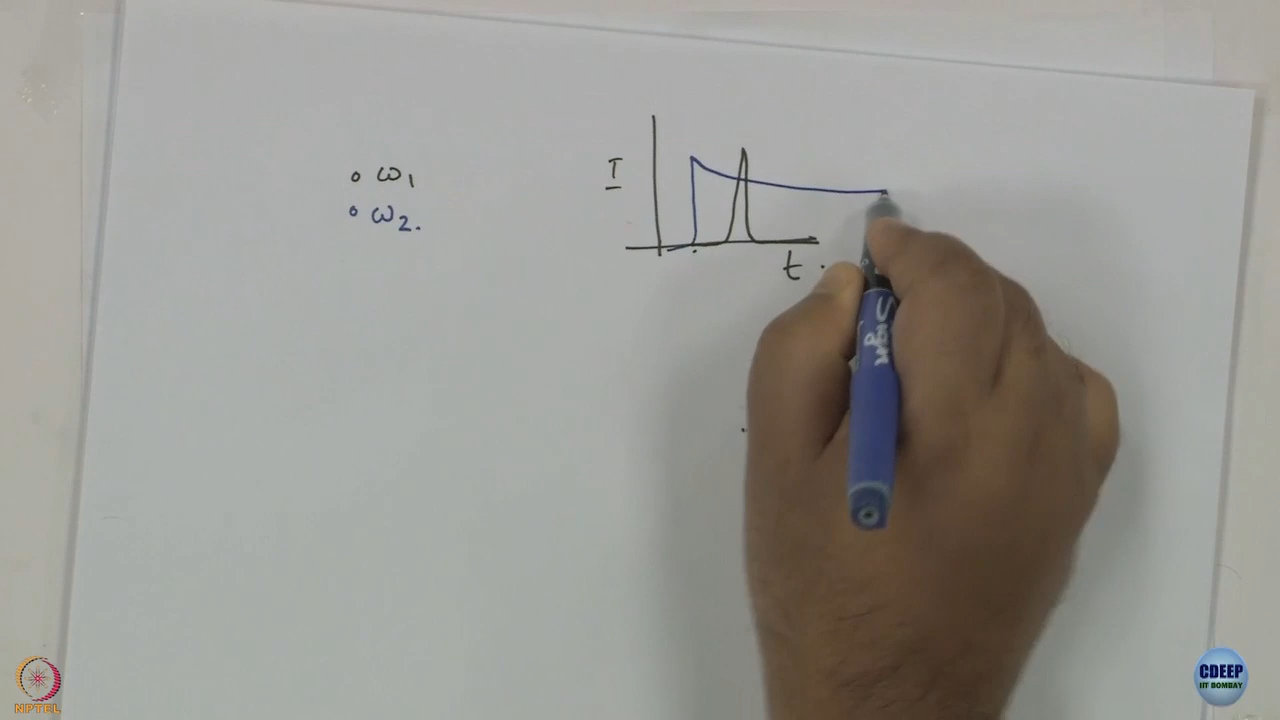 ω1
ω2.
I
t.
NPTEL
CDEEP
IIT BOMBAY